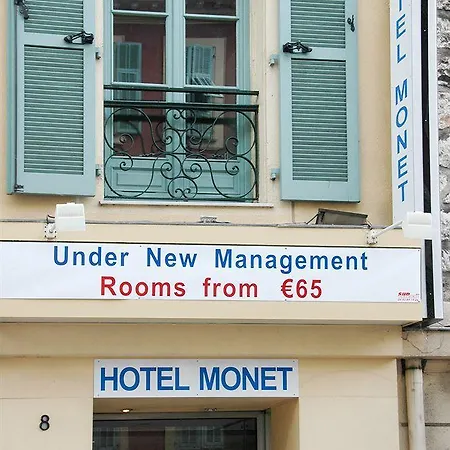 HOTEL MONET
Under New Management
Rooms from €65
HOTEL MONET
8